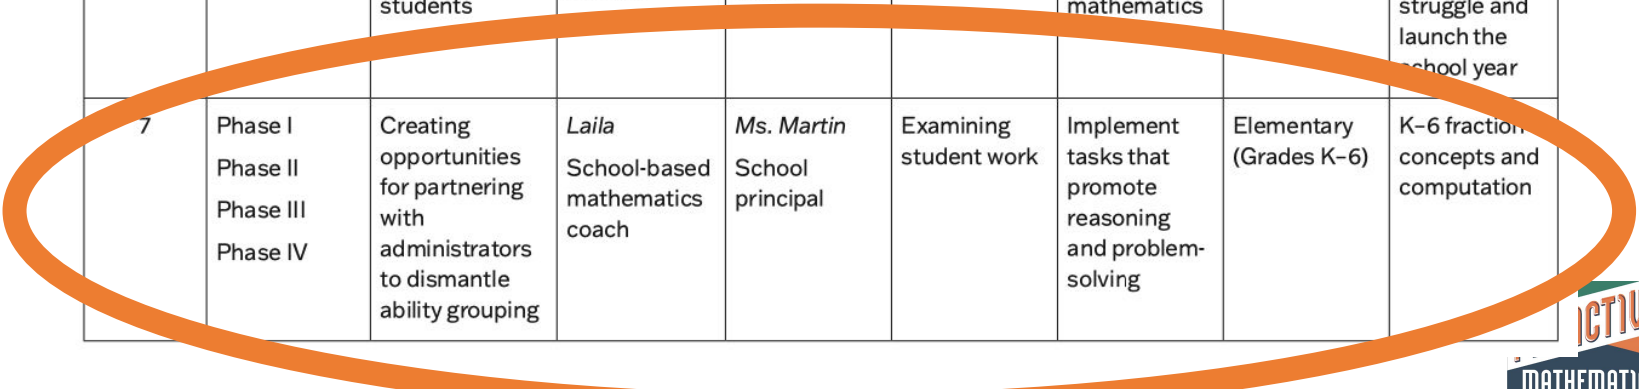 students
mathematics
struggle and
launch the
school year
7
Phase I
Phase II
Phase III
Phase IV
Creating
opportunities
for partnering
with
administrators
to dismantle
ability grouping
Laila
School-based
mathematics
coach
Ms. Martin
School
principal
Examining
student work
Implement
tasks that
promote
reasoning
and problem-
solving
Elementary
(Grades K–6)
K–6 fraction
concepts and
computation